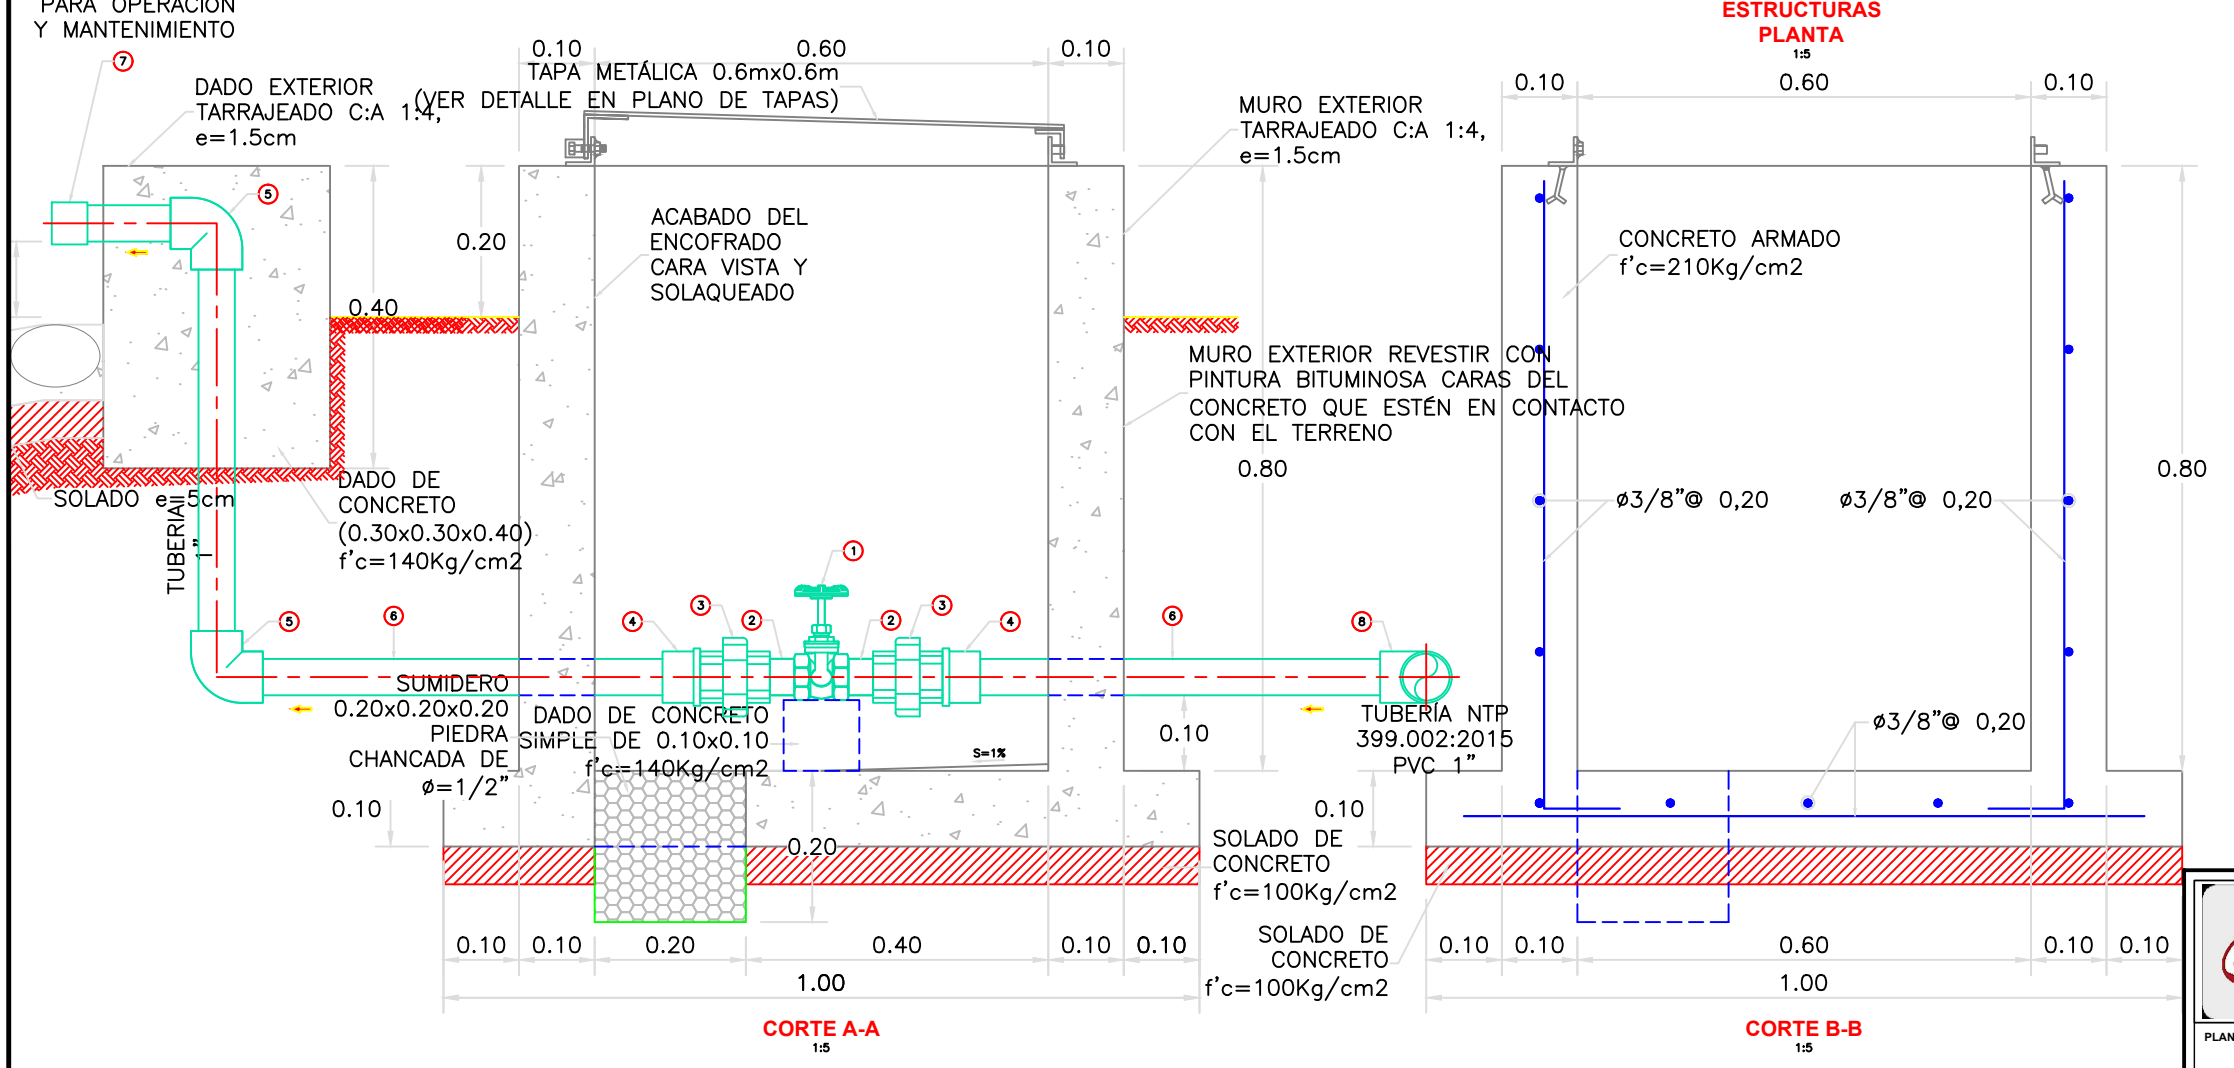 PARA OPERACIÓN
Y MANTENIMIENTO
7
DADO EXTERIOR
TARRAJEADO C:A 1:4,
e=1.5cm
0.10
0.60
0.10
TAPA METÁLICA 0.6mx0.6m
(VER DETALLE EN PLANO DE TAPAS)
MURO EXTERIOR
TARRAJEADO C:A 1:4,
e=1.5cm
ESTRUCTURAS
PLANTA
1:5
0.10
0.60
0.10
5
0.20
0.40
ACABADO DEL
ENCOFRADO
CARA VISTA Y
SOLAQUEADO
CONCRETO ARMADO
f'c=210Kg/cm2
MURO EXTERIOR REVESTIR CON
PINTURA BITUMINOSA CARAS DEL
CONCRETO QUE ESTÉN EN CONTACTO
CON EL TERRENO
0.80
0.80
SOLADO e=5cm
TUBERIA
1"
DADO DE
CONCRETO
(0.30x0.30x0.40)
f'c=140Kg/cm2
ø3/8"@ 0,20
ø3/8"@ 0,20
1
3
3
2
2
4
4
5
6
6
8
SUMIDERO
0.20x0.20x0.20
PIEDRA
CHANCADA DE
ø=1/2"
DADO DE CONCRETO
SIMPLE DE 0.10x0.10
f'c=140Kg/cm2
S=1%
0.10
TUBERÍA NTP
399.002:2015
PVC 1"
ø3/8"@ 0,20
0.10
0.20
0.10
SOLADO DE
CONCRETO
f'c=100Kg/cm2
SOLADO DE
CONCRETO
f'c=100Kg/cm2
0.10
0.10
0.20
0.40
0.10
0.10
1.00
0.10
0.10
0.60
0.10
0.10
1.00
CORTE A-A
1:5
CORTE B-B
1:5
PLAN